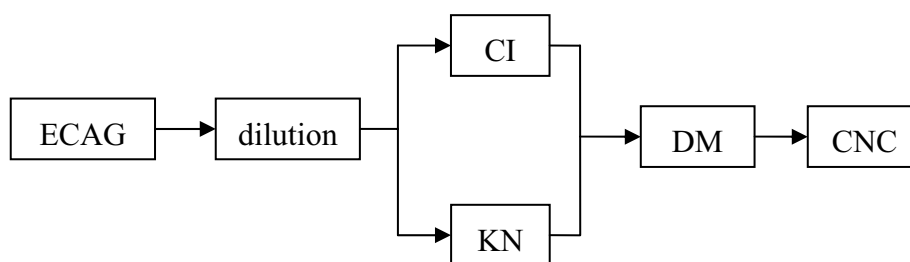 ECAG
dilution
CI
KN
DM
CNC